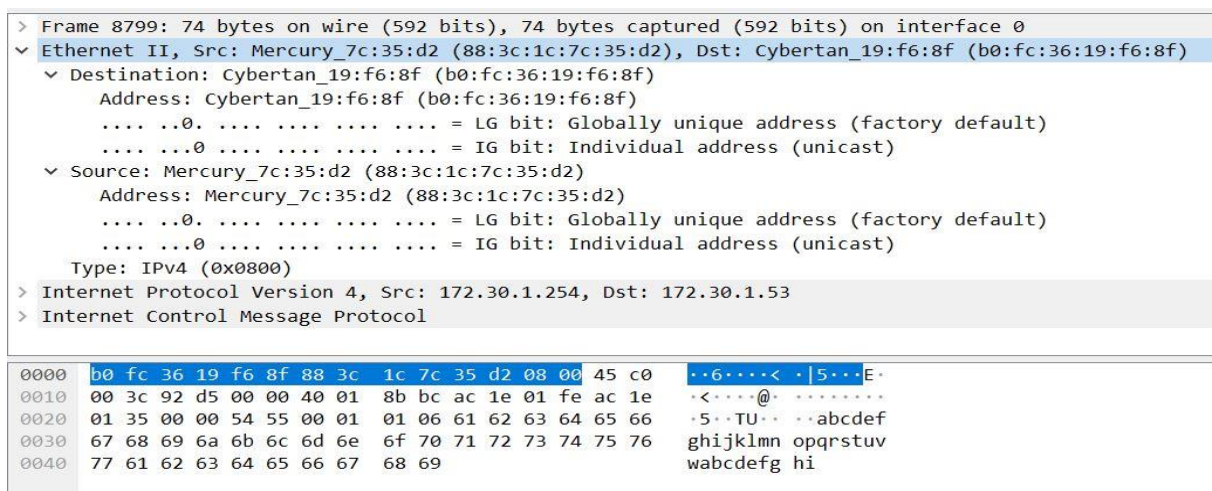 > Frame 8799: 74 bytes on wire (592 bits), 74 bytes captured (592 bits) on interface 0
Ethernet II, Src: Mercury_7c:35:d2 (88:3c:1c:7c:35:d2), Dst: Cybertan_19:f6:8f (b0:fc:36:19:f6:8f)
Destination: Cybertan_19:f6:8f (b0:fc:36:19:f6:8f)
Address: Cybertan_19:f6:8f (b0:fc:36:19:f6:8f)
.... ..0. .... .... .... .... = LG bit: Globally unique address (factory default)
.... ...0 .... .... .... .... = IG bit: Individual address (unicast)
Source: Mercury_7c:35:d2 (88:3c:1c:7c:35:d2)
Address: Mercury_7c:35:d2 (88:3c:1c:7c:35:d2)
.... ..0. .... .... .... .... = LG bit: Globally unique address (factory default)
.... ...0 .... .... .... .... = IG bit: Individual address (unicast)
Type: IPv4 (0x0800)
> Internet Protocol Version 4, Src: 172.30.1.254, Dst: 172.30.1.53
> Internet Control Message Protocol
0000 b0 fc 36 19 f6 8f 88 3c 1c 7c 35 d2 08 00 45 c0 ··6····< ·|5···E·
0010 00 3c 92 d5 00 00 40 01 8b bc ac 1e 01 fe ac 1e ·<····@· ········
0020 01 35 00 00 54 55 00 01 01 06 61 62 63 64 65 66 ·5··TU·· ··abcdef
0030 67 68 69 6a 6b 6c 6d 6e 6f 70 71 72 73 74 75 76 ghijklmn opqrstuv
0040 77 61 62 63 64 65 66 67 68 69 wabcdefg hi